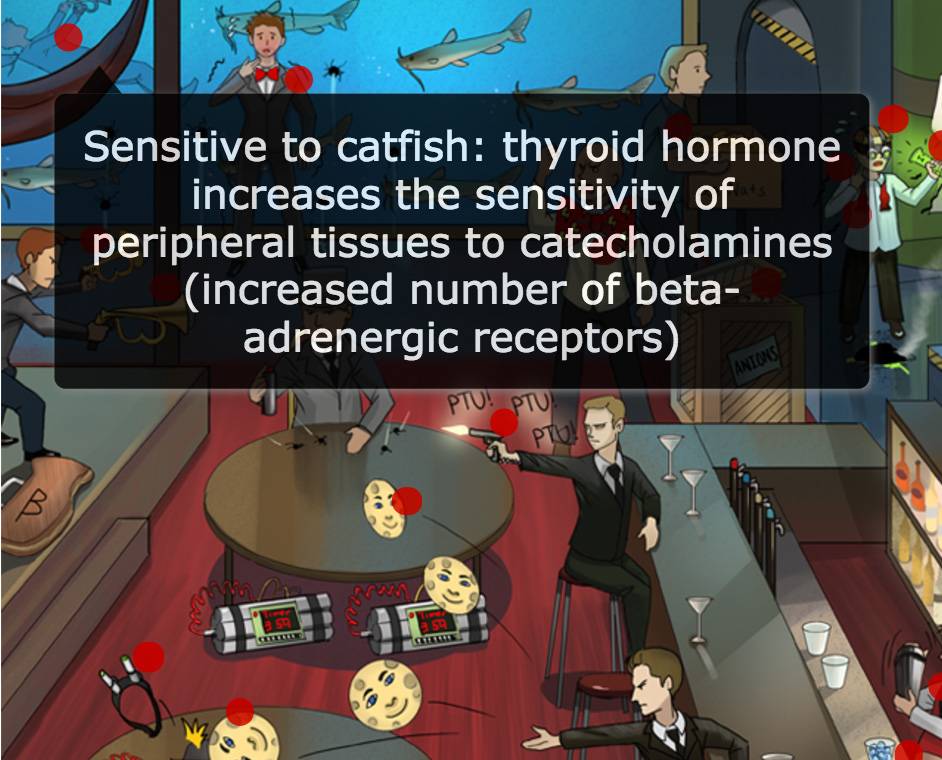 Sensitive to catfish: thyroid hormone
increases the sensitivity of
peripheral tissues to catecholamines
(increased number of beta-
adrenergic receptors)
ANIONS
PTU! PTU!
PTU!
B
Timer
3:59
Timer
3:59